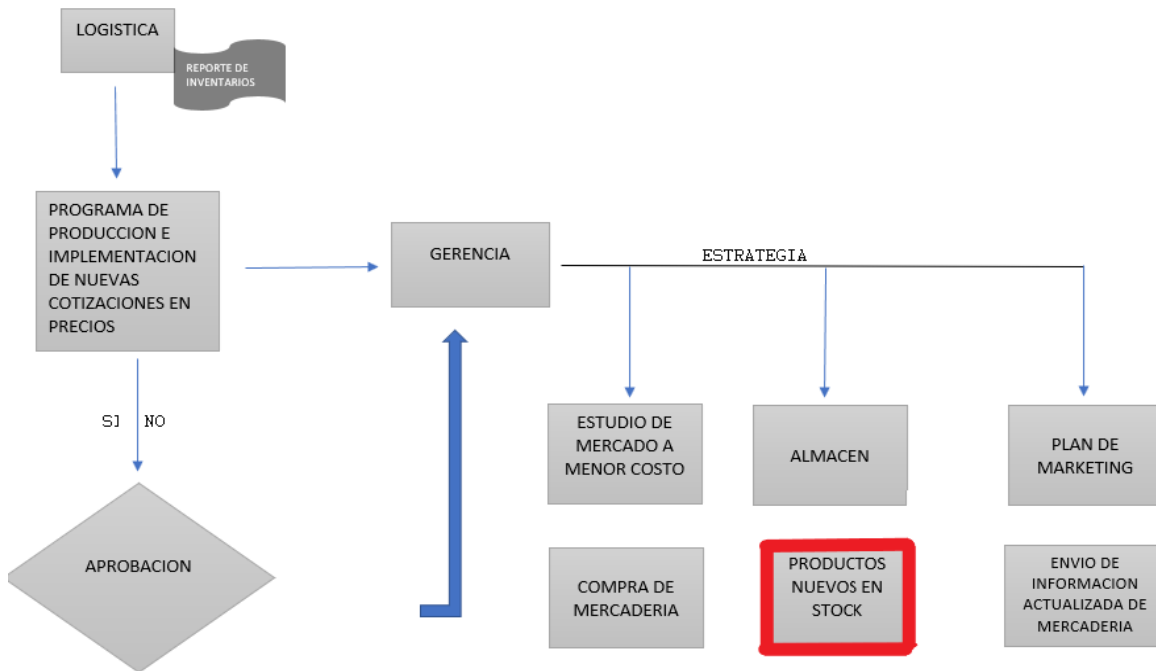 LOGISTICA
REPORTE DE
INVENTARIOS
PROGRAMA DE
PRODUCCION E
IMPLEMENTACION
DE NUEVAS
COTIZACIONES EN
PRECIOS
GERENCIA
ESTRATEGIA
SI NO
APROBACION
ESTUDIO DE
MERCADO A
MENOR COSTO
ALMACEN
PLAN DE
MARKETING
COMPRA DE
MERCADERIA
PRODUCTOS
NUEVOS EN
STOCK
ENVIO DE
INFORMACION
ACTUALIZADA DE
MERCADERIA